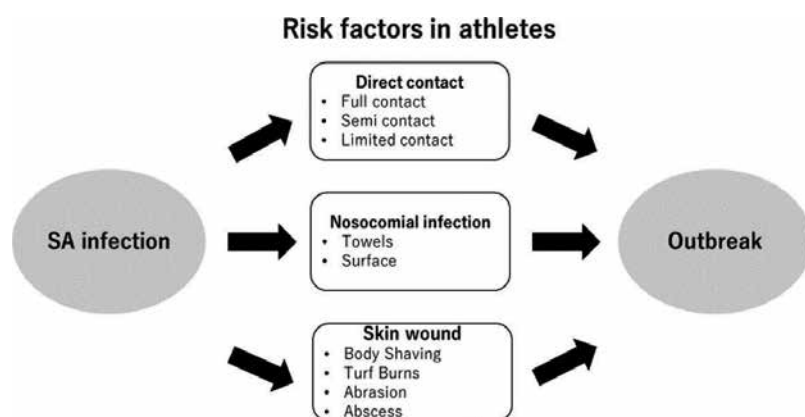 Risk factors in athletes
Direct contact
• Full contact
• Semi contact
• Limited contact
SA infection
Nosocomial infection
• Towels
• Surface
Outbreak
Skin wound
• Body Shaving
• Turf Burns
• Abrasion
• Abscess